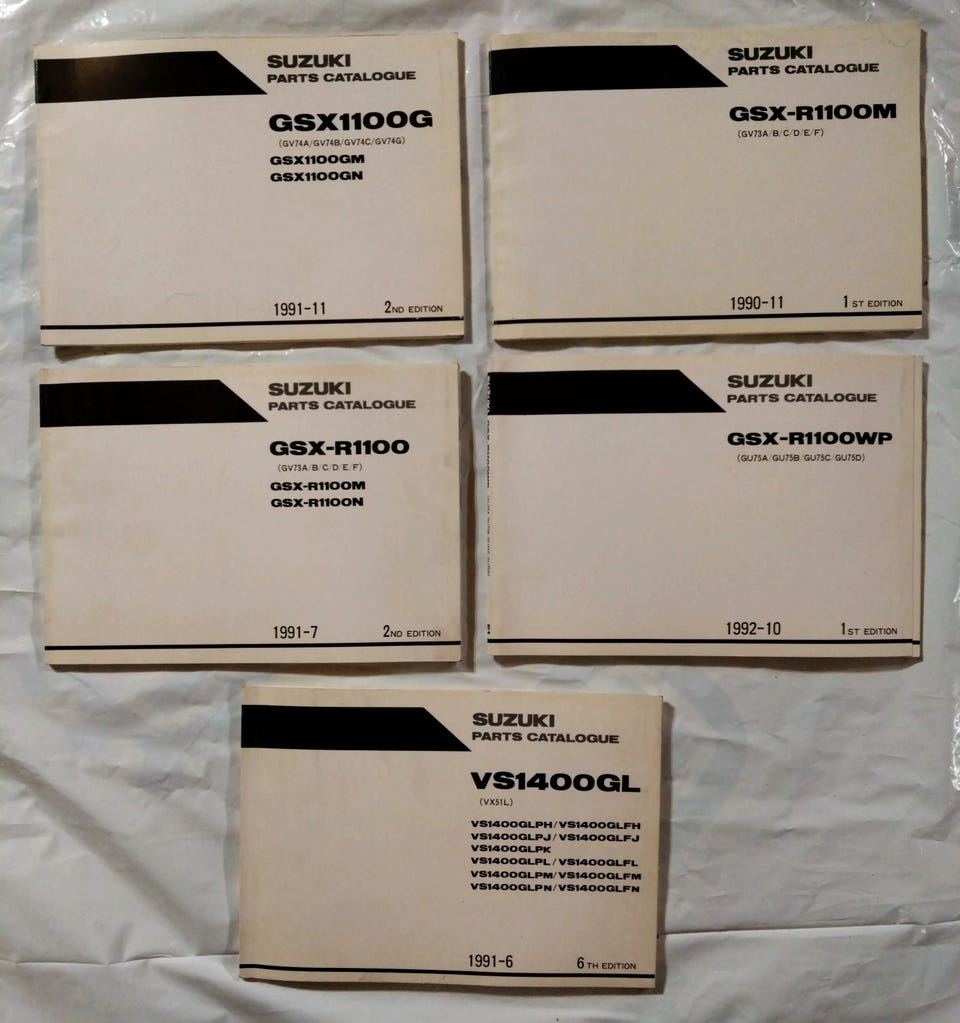 SUZUKI
PARTS CATALOGUE
GSX1100G
(GV74A/GV74B/GV74C/GV74G)
GSX1100GM
GSX1100GN
1991-11 2ND EDITION
SUZUKI
PARTS CATALOGUE
GSX-R1100M
(GV73A/B/C/D/E/F)
1990-11 1ST EDITION
SUZUKI
PARTS CATALOGUE
GSX-R1100
(GV73A/B/C/D/E/F)
GSX-R1100M
GSX-R1100N
1991-7 2ND EDITION
SUZUKI
PARTS CATALOGUE
GSX-R1100WP
(GU75A/GU75B/GU75C/GU75D)
1992-10 1ST EDITION
SUZUKI
PARTS CATALOGUE
VS1400GL
(VX51L)
VS1400GLPH/VS1400GLFH
VS1400GLPJ/VS1400GLFJ
VS1400GLPK
VS1400GLPL/VS1400GLFL
VS1400GLPM/VS1400GLFM
VS1400GLPN/VS1400GLFN
1991-6 6TH EDITION